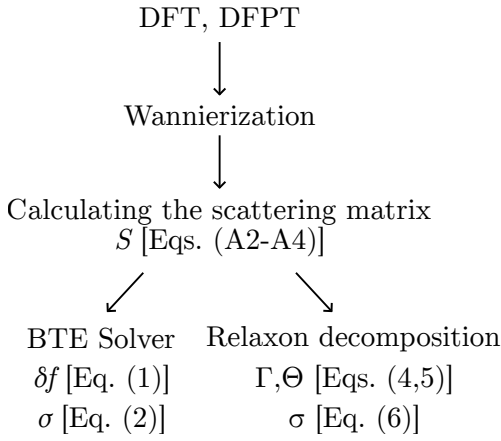 DFT, DFPT
Wannierization
Calculating the scattering matrix
S [Eqs. (A2-A4)]
BTE Solver
δf [Eq. (1)]
σ [Eq. (2)]
Relaxon decomposition
Γ,Θ [Eqs. (4,5)]
σ [Eq. (6)]